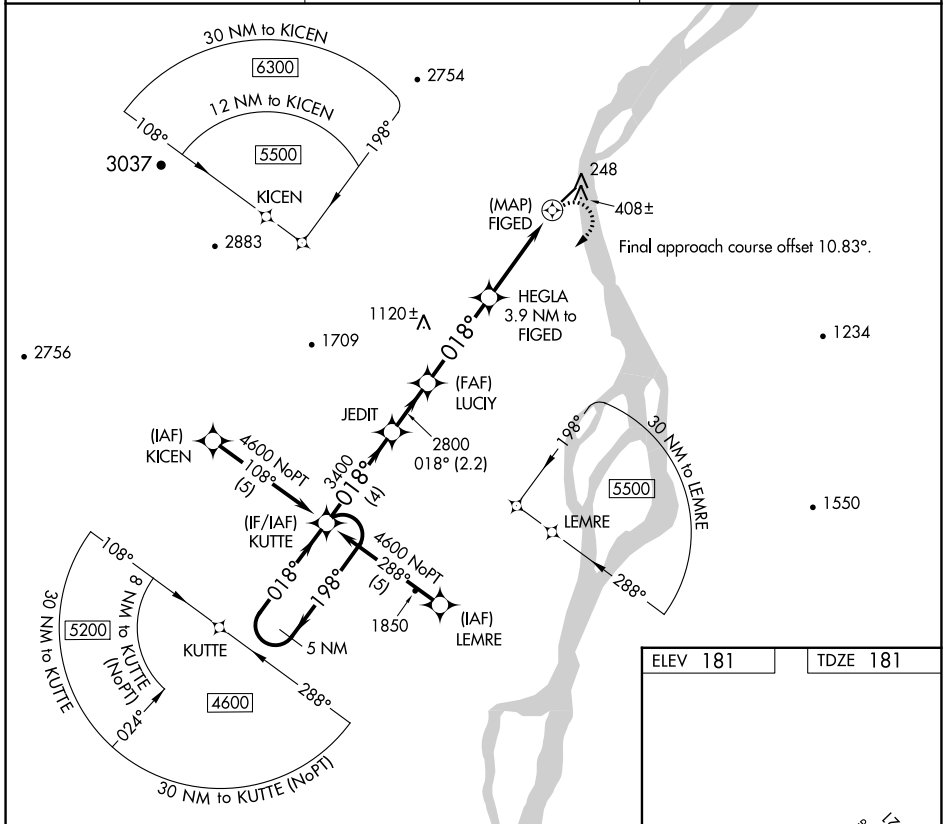 30 NM to KICEN
6300
12 NM to KICEN
5500
108°
198°
KICEN
2754
3037
2883
248
(MAP)
FIGED
408±
Final approach course offset 10.83°.
HEGLA
3.9 NM to
FIGED
018°
1120±
1709
1234
2756
(FAF)
LUCIY
JEDIT
2800
018° (2.2)
(IAF)
KICEN
4600 NoPT
108°
(5)
3400
018°
(4)
(IF/IAF)
KUTTE
198°
30 NM to LEMRE
5500
LEMRE
288°
1550
4600 NoPT
288°
(5)
018°
198°
1850
(IAF)
LEMRE
5 NM
108°
30 NM to KUTTE
5200
8 NM to KUTTE
(NoPT)
KUTTE
4600
024°
288°
30 NM to KUTTE (NoPT)
ELEV 181
TDZE 181